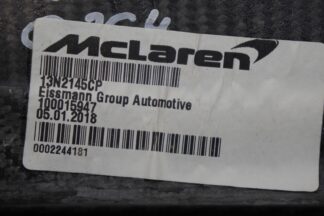 McLaren
13N2145CP
Eissmann Group Automotive
100015947
05.01.2018
0002244181